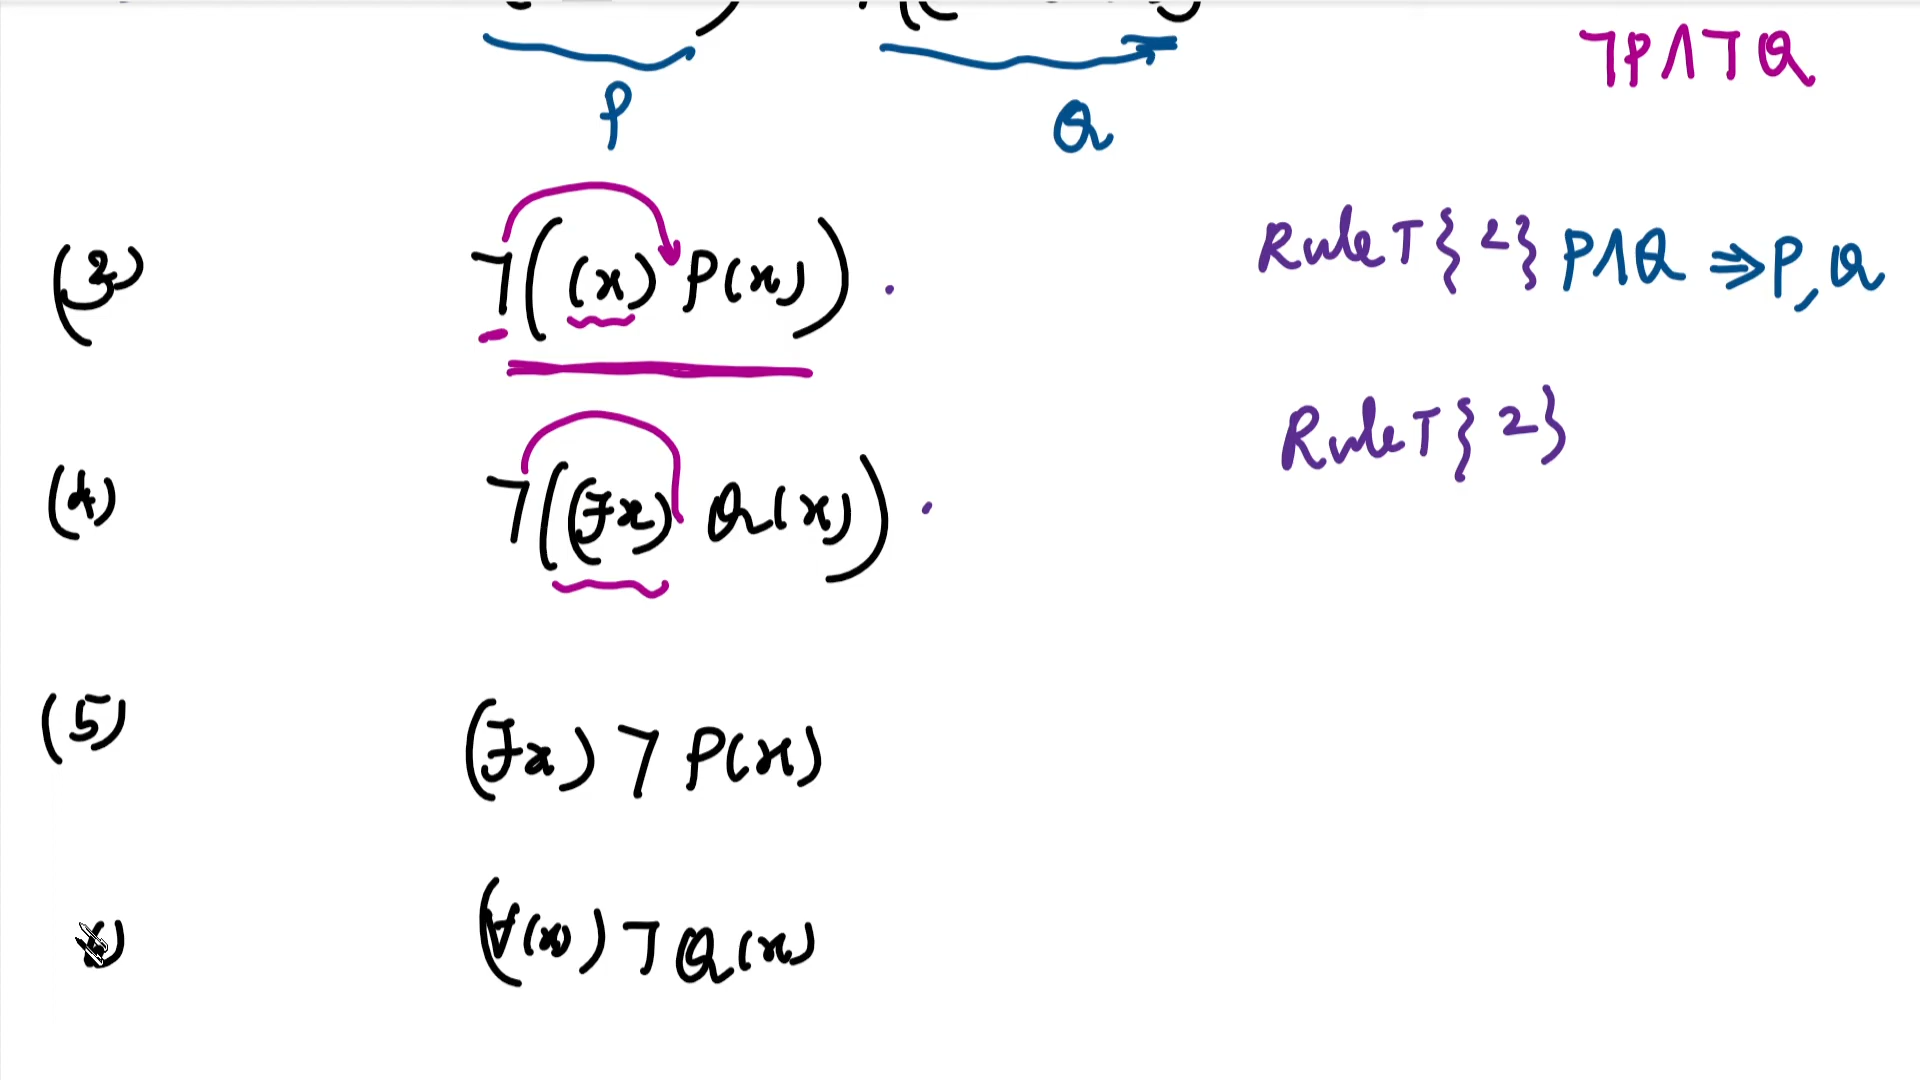 ¬P∧¬Q
P Q
(3) ¬((x) P(x)) . Rule T{2} P∧Q ⇒ P, Q
(4) ¬((∃x) Q(x)) . Rule T{2}
(5) (∃x) ¬ P(x)
(∀(x)) ¬ Q(x)